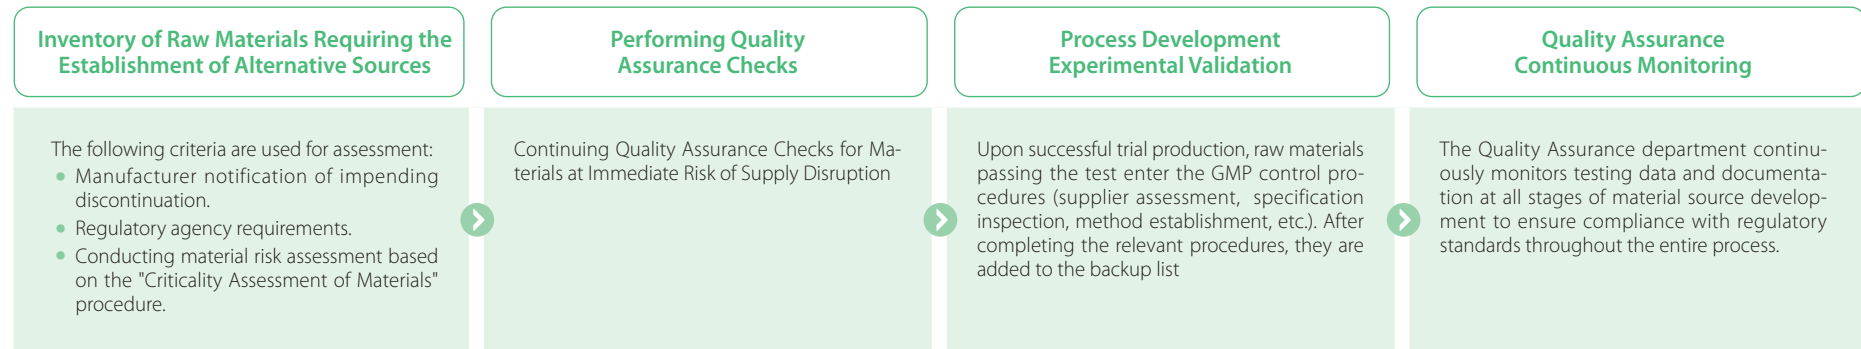 Inventory of Raw Materials Requiring the
Establishment of Alternative Sources
The following criteria are used for assessment:
Manufacturer notification of impending
discontinuation.
Regulatory agency requirements.
Conducting material risk assessment based
on the "Criticality Assessment of Materials"
procedure.
Performing Quality
Assurance Checks
Continuing Quality Assurance Checks for Ma-
terials at Immediate Risk of Supply Disruption
Process Development
Experimental Validation
Upon successful trial production, raw materials
passing the test enter the GMP control pro-
cedures (supplier assessment, specification
inspection, method establishment, etc.). After
completing the relevant procedures, they are
added to the backup list
Quality Assurance
Continuous Monitoring
The Quality Assurance department continu-
ously monitors testing data and documenta-
tion at all stages of material source develop-
ment to ensure compliance with regulatory
standards throughout the entire process.